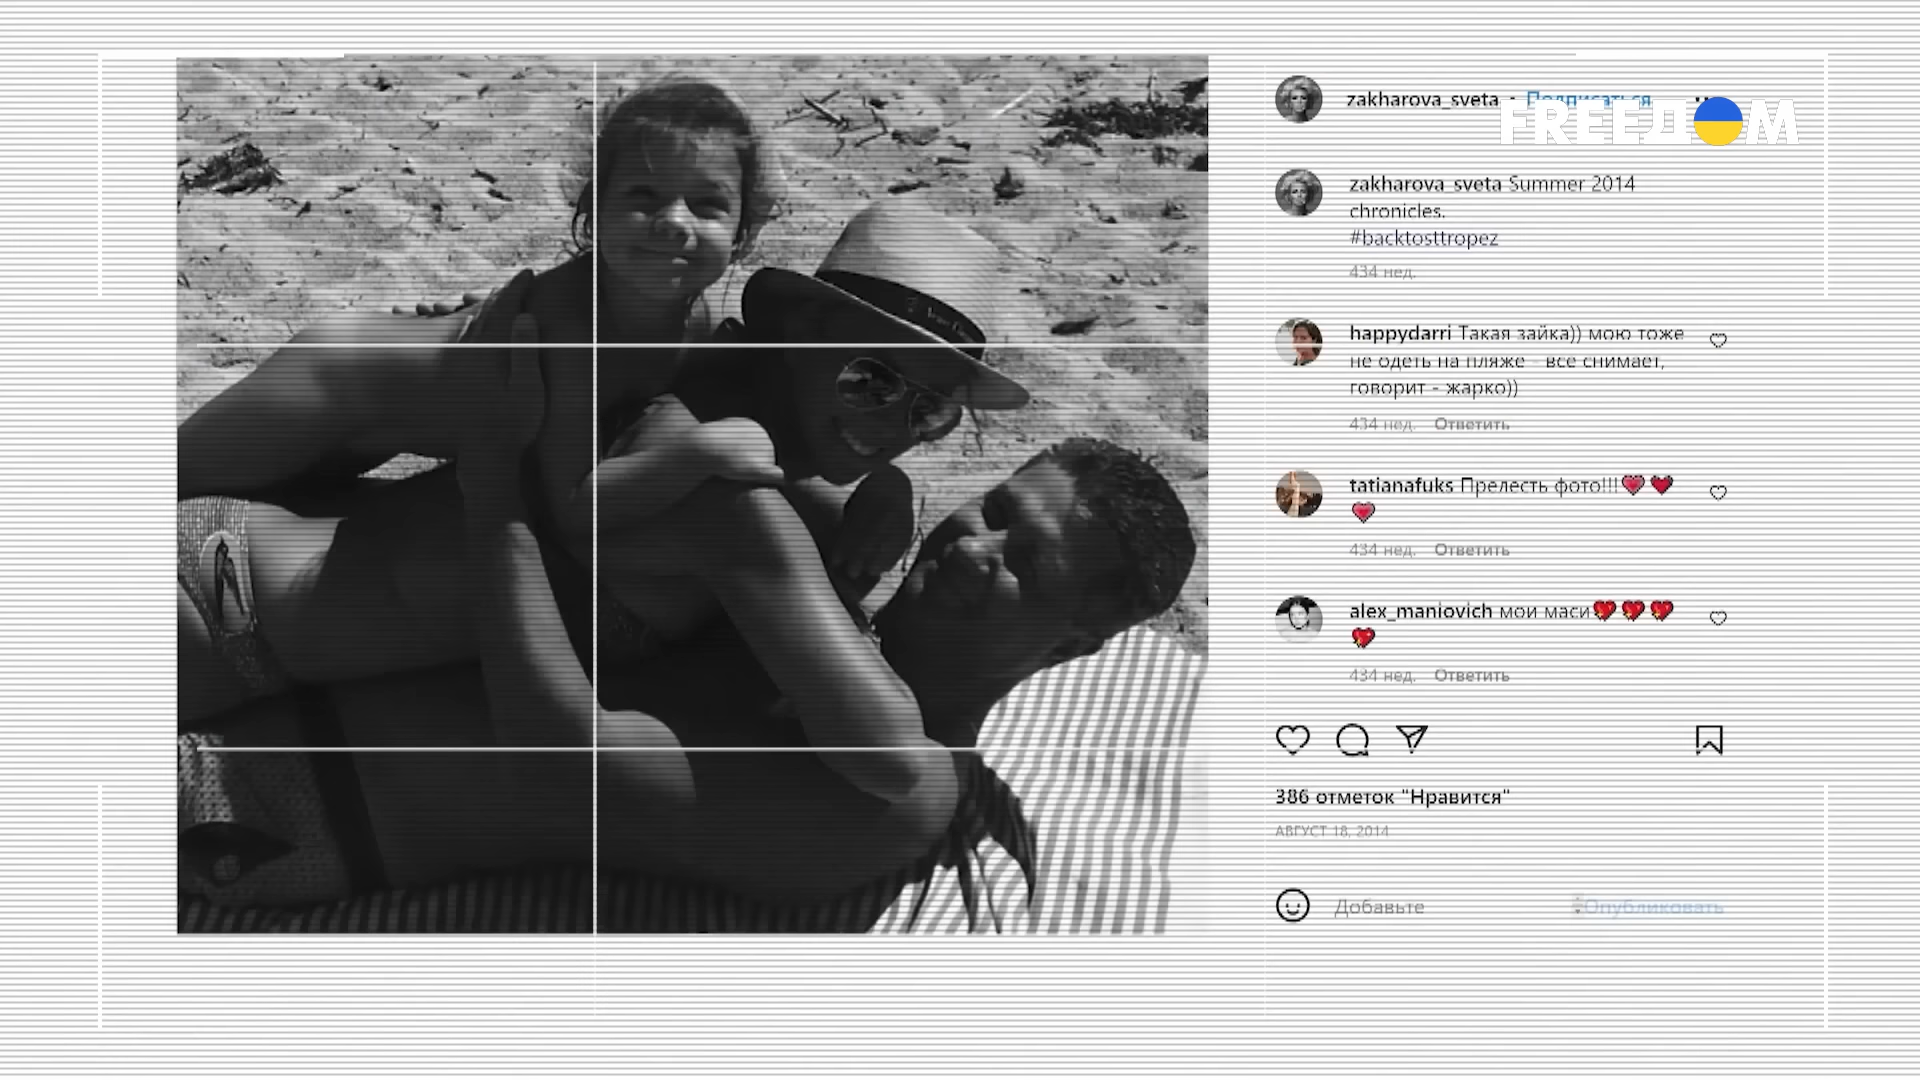 zakharova_sveta • Подписаться
FREEДOM
zakharova_sveta Summer 2014
chronicles.
#backtosttropez
434 нед.
happydarri Такая зайка)) мою тоже
не одеть на пляже - все снимает,
говорит - жарко))
434 нед. Ответить
tatianafuks Прелесть фото!!!💗❤️
💗
434 нед. Ответить
alex_maniovich мои маси💖💖💖
💖
434 нед. Ответить
386 отметок "Нравится"
АВГУСТ 18, 2014
Добавьте
Опубликовать